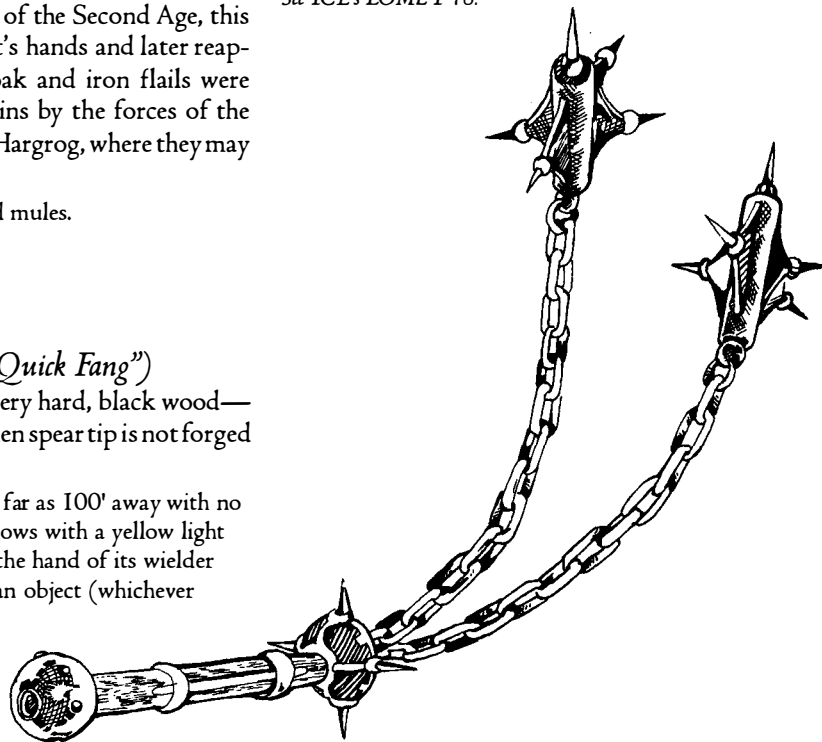 of the Second Age, this
't's hands and later reap-
oak and iron flails were
ins by the forces of the
Hargrog, where they may
l mules.
Quick Fang”)
ery hard, black wood—
en spear tip is not forged
far as 100' away with no
ows with a yellow light
the hand of its wielder
an object (whichever